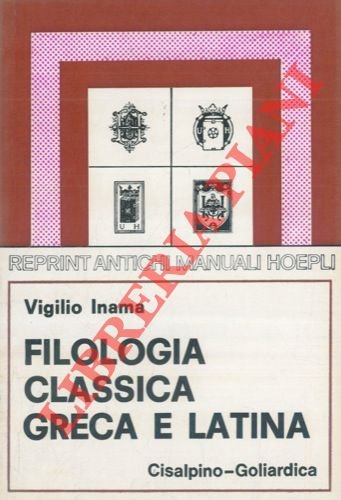 U H
U H
REPRINT ANTICHI MANUALI HOEPLI
Vigilio Inama
FILOLOGIA
CLASSICA
GRECA E LATINA
Cisalpino-Goliardica
LIBRERIA PIANI